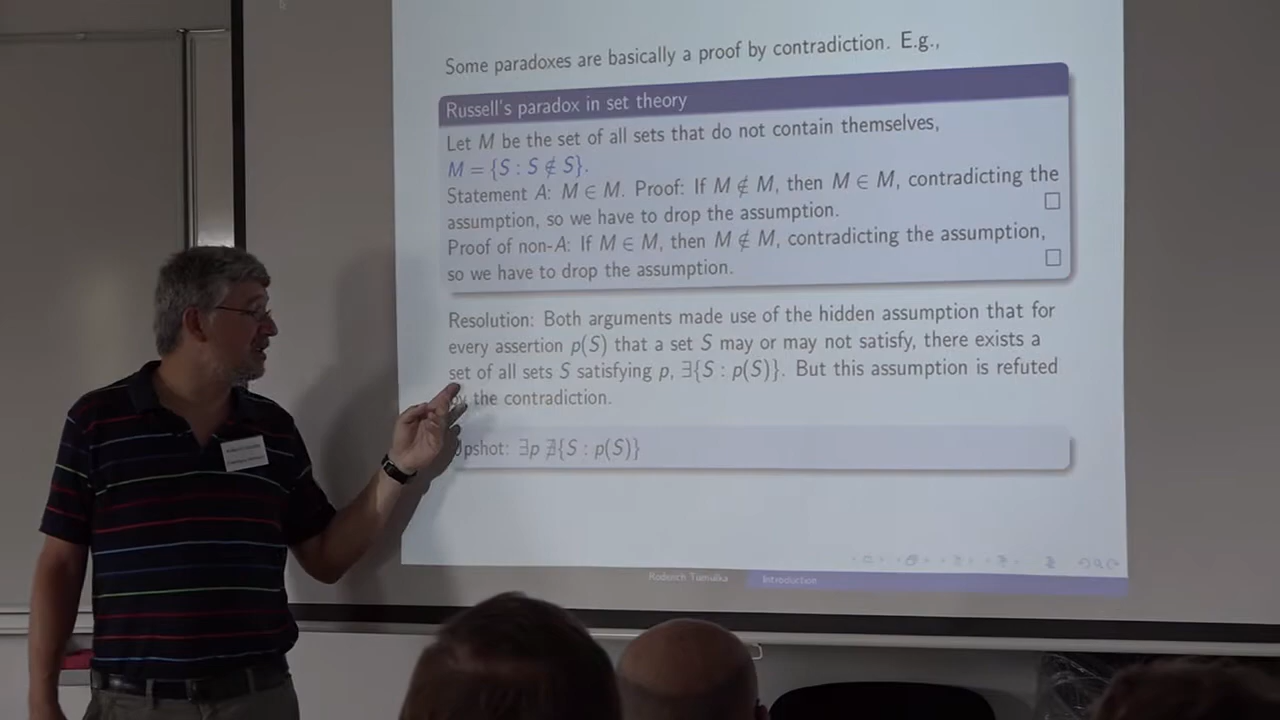 Some paradoxes are basically a proof by contradiction. E.g.,
Russell's paradox in set theory
Let M be the set of all sets that do not contain themselves,
M = {S : S ∉ S}.
Statement A: M ∈ M. Proof: If M ∉ M, then M ∈ M, contradicting the
assumption, so we have to drop the assumption. □
Proof of non-A: If M ∈ M, then M ∉ M, contradicting the assumption,
so we have to drop the assumption. □
Resolution: Both arguments made use of the hidden assumption that for
every assertion p(S) that a set S may or may not satisfy, there exists a
set of all sets S satisfying p, ∃{S : p(S)}. But this assumption is refuted
by the contradiction.
pshot: ∃p ∄{S : p(S)}
Roderich Tumulka Introduction